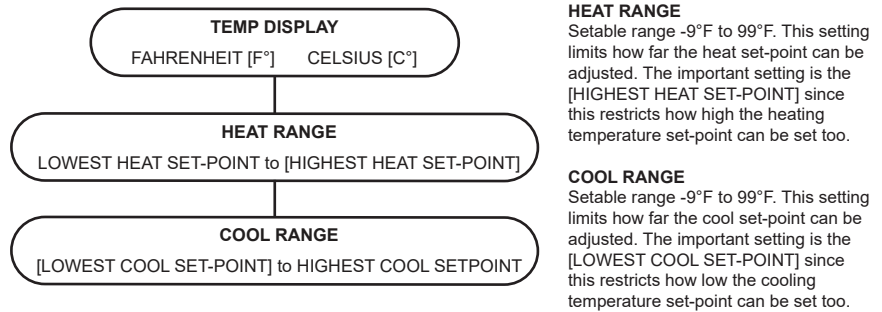 TEMP DISPLAY
FAHRENHEIT [F°] CELSIUS [C°]
HEAT RANGE
LOWEST HEAT SET-POINT to [HIGHEST HEAT SET-POINT]
COOL RANGE
[LOWEST COOL SET-POINT] to HIGHEST COOL SETPOINT
HEAT RANGE
Setable range -9°F to 99°F. This setting
limits how far the heat set-point can be
adjusted. The important setting is the
[HIGHEST HEAT SET-POINT] since
this restricts how high the heating
temperature set-point can be set too.
COOL RANGE
Setable range -9°F to 99°F. This setting
limits how far the cool set-point can be
adjusted. The important setting is the
[LOWEST COOL SET-POINT] since
this restricts how low the cooling
temperature set-point can be set too.